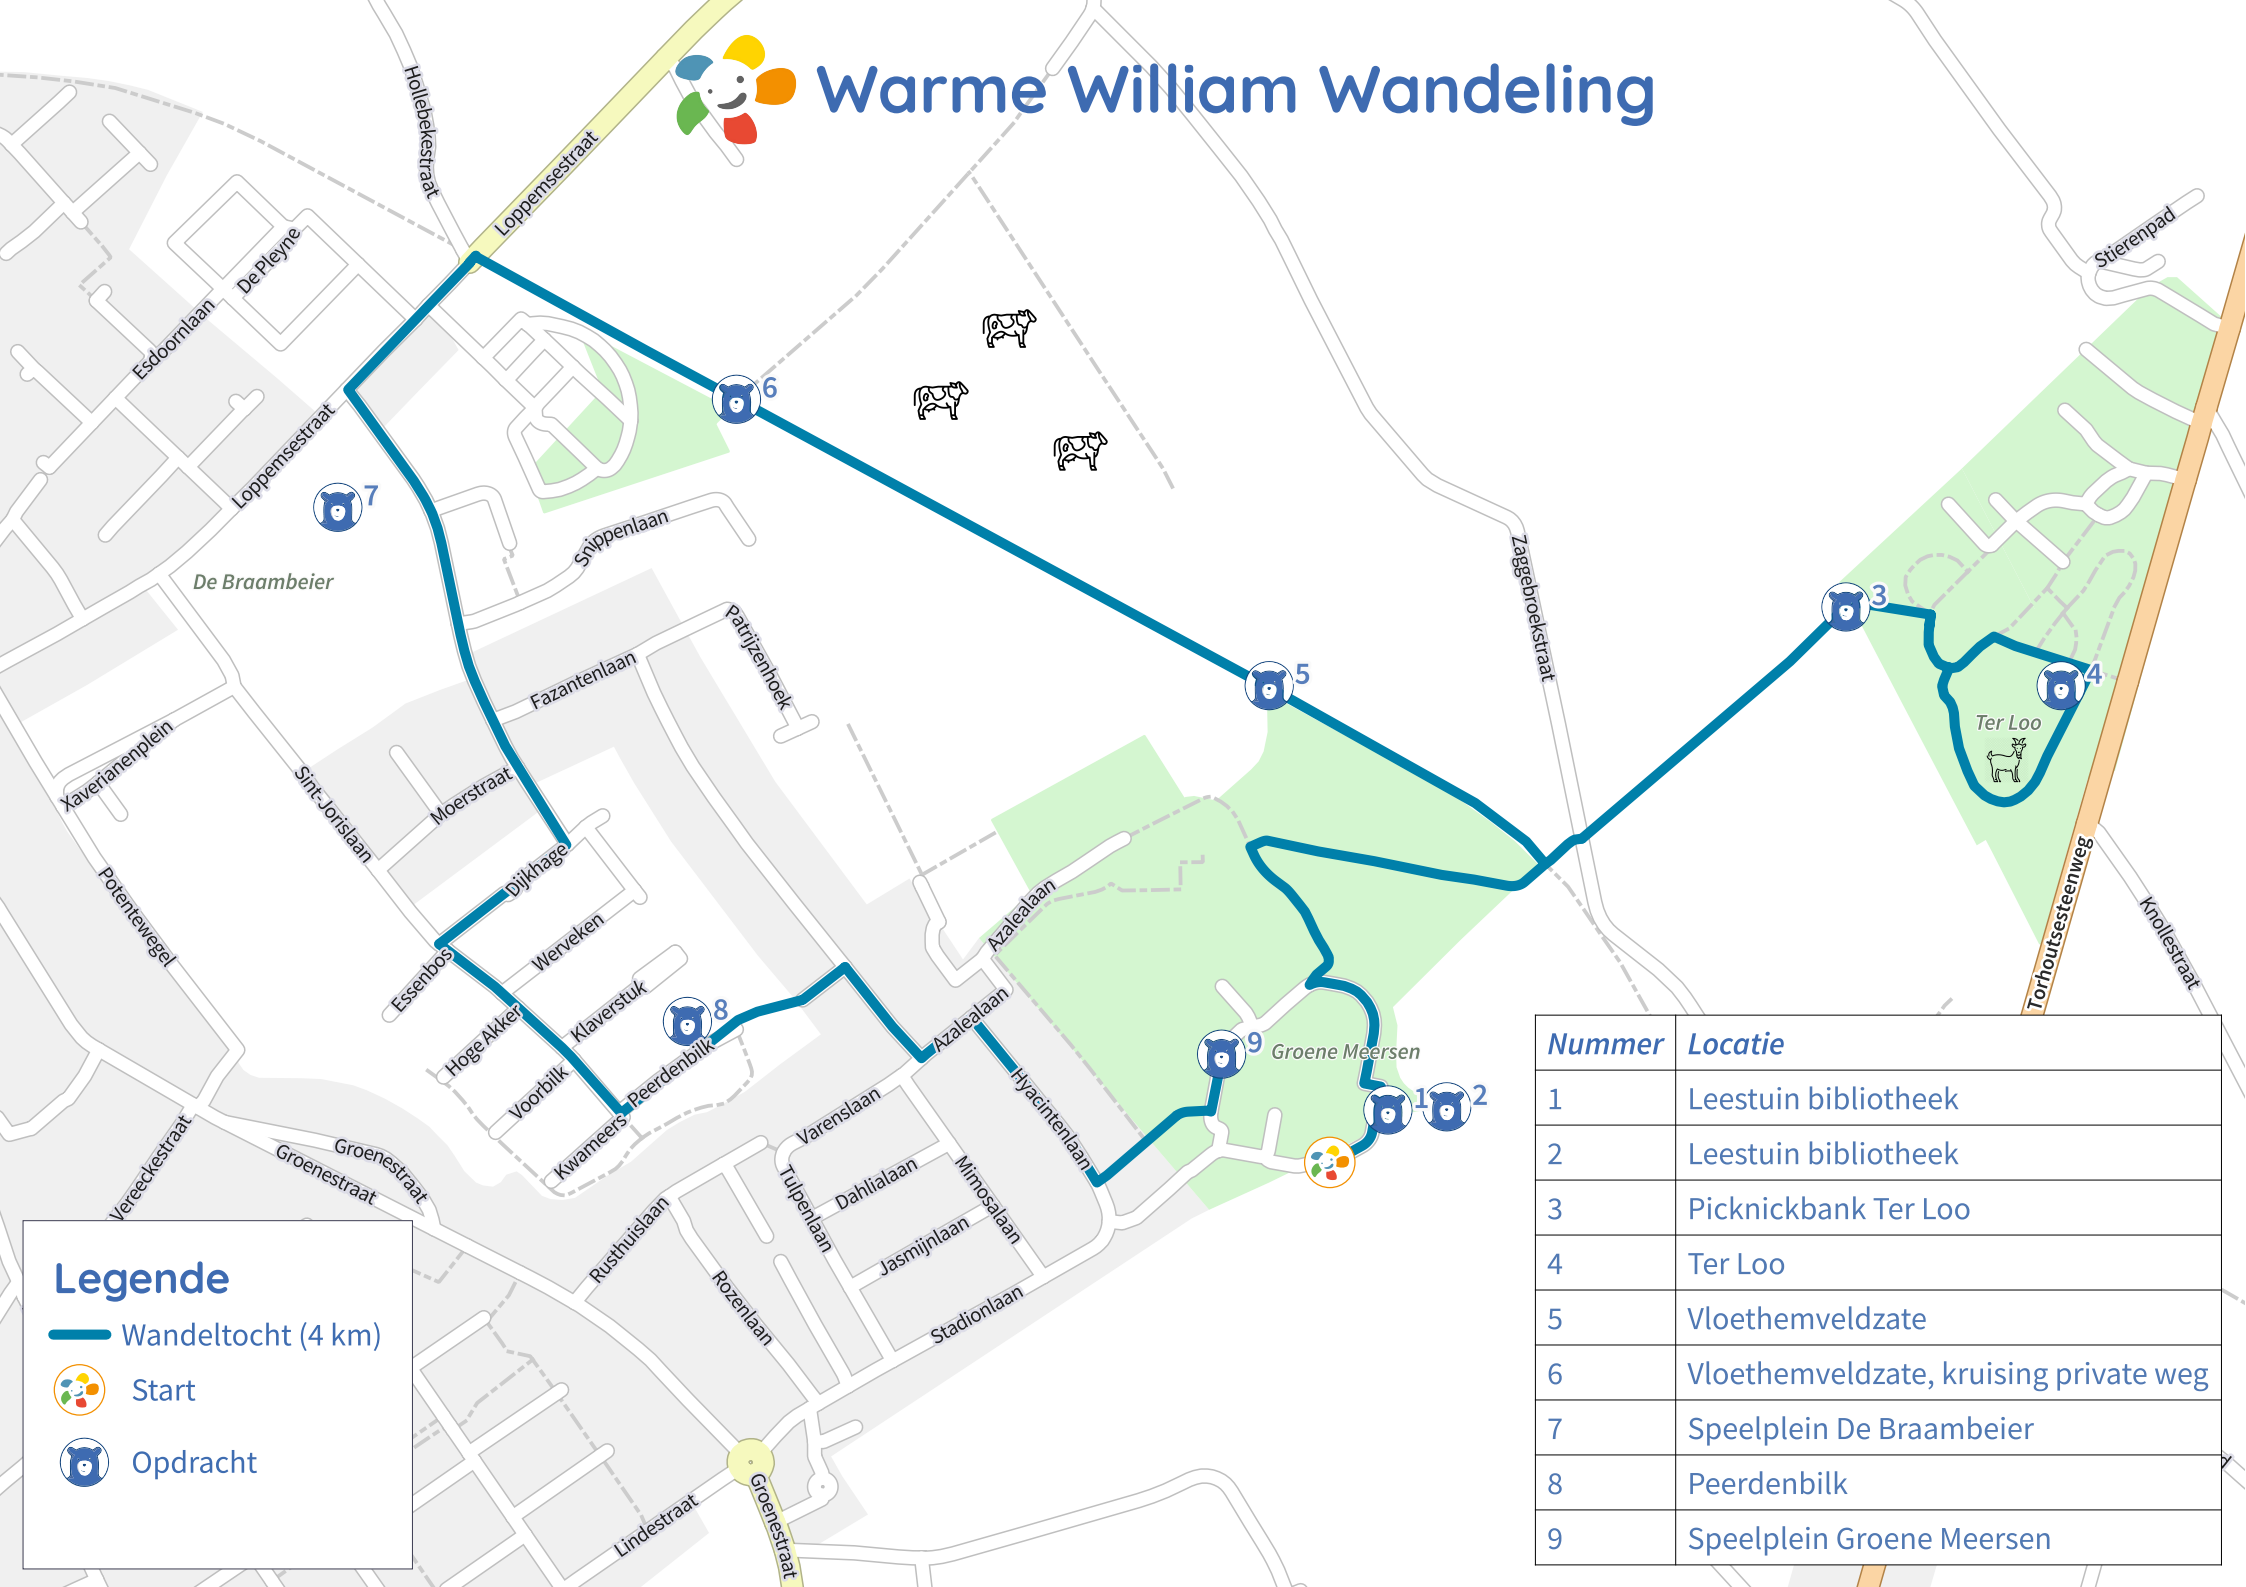 Warme William Wandeling
Hollebekestraat
Loppemsestraat
De Pleyne
Esdoornlaan
Stierenpad
6
Loppemsestraat
7
Snippenlaan
De Braambeier
Zaggebroekstraat
3
Fazantenlaan
Patrijzenhoek
5
4
Ter Loo
Xaverianenplein
Sint-Jorislaan
Moerstraat
Dijkhage
Potentewegel
Werveken
Azalealaan
Torhoutsesteenweg
Knollestraat
Essenbos
Klaverstuk
8
Hoge Akker
Azalealaan
9
Groene Meersen
Peerdenbilk
Voorbilk
Hyacintenlaan
1
2
Varenslaan
Kwameers
Vereeckestraat
Groenestraat
Groenestraat
Tulpenlaan
Dahlialaan
Mimosalaan
Rusthuislaan
Jasmijnlaan
Rozenlaan
Stadionlaan
Lindestraat
Groenestraat
Legende
Wandeltocht (4 km)
Start
Opdracht
Nummer Locatie
1 Leestuin bibliotheek
2 Leestuin bibliotheek
3 Picknickbank Ter Loo
4 Ter Loo
5 Vloethemveldzate
6 Vloethemveldzate, kruising private weg
7 Speelplein De Braambeier
8 Peerdenbilk
9 Speelplein Groene Meersen